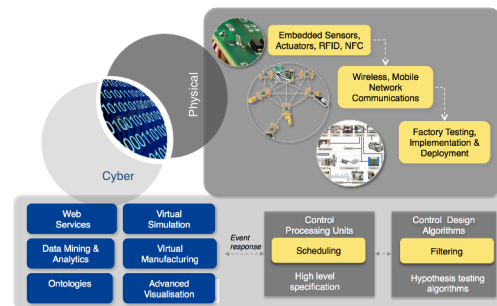 Embedded Sensors,
Actuators, RFID, NFC
Wireless, Mobile
Network
Communications
Factory Testing,
Implementation &
Deployment
Physical
Cyber
Web
Services
Virtual
Simulation
Data Mining &
Analytics
Virtual
Manufacturing
Ontologies
Advanced
Visualisation
Event
response
Control
Processing Units
Scheduling
High level
specification
Control Design
Algorithms
Filtering
Hypothesis testing
algorithms